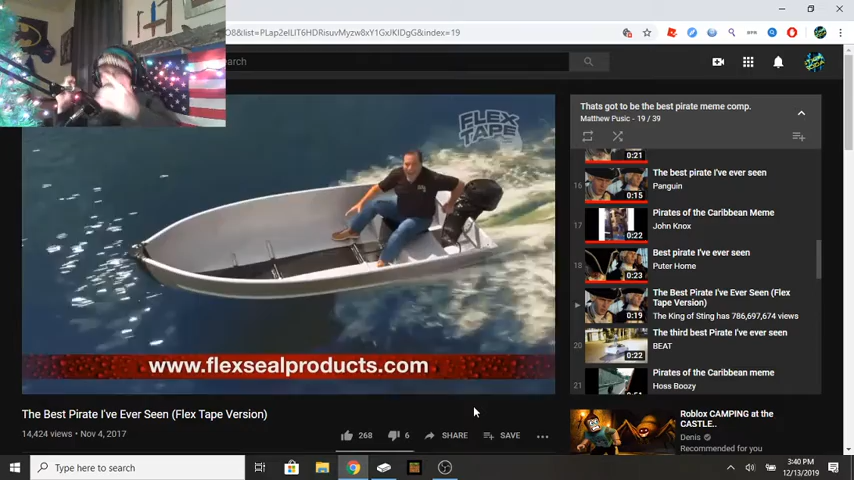 O8&list=PLap2elLIT6HDRisuvMyzw8xY1GxJKIDgG&index=19
earch
FLEX
TAPE
www.flexsealproducts.com
The Best Pirate I've Ever Seen (Flex Tape Version)
14,424 views • Nov 4, 2017
268
6
SHARE
SAVE
Thats got to be the best pirate meme comp.
Matthew Pusic - 19 / 39
0:21
16
The best pirate I've ever seen
Panguin
0:15
17
Pirates of the Caribbean Meme
John Knox
0:22
18
Best pirate I've ever seen
Puter Home
0:23
The Best Pirate I've Ever Seen (Flex
Tape Version)
The King of Sting has 786,697,674 views
0:19
20
The third best Pirate I've ever seen
BEAT
0:22
21
Pirates of the Caribbean meme
Hoss Boozy
Roblox CAMPING at the
CASTLE..
Denis
Recommended for you
Type here to search
3:40 PM
12/13/2019